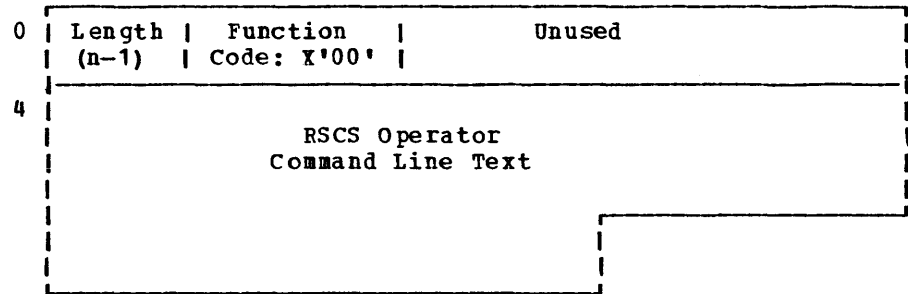 0 | Length | Function | Unused
(n-1) | Code: X'00' |
4
RSCS Operator
Command Line Text